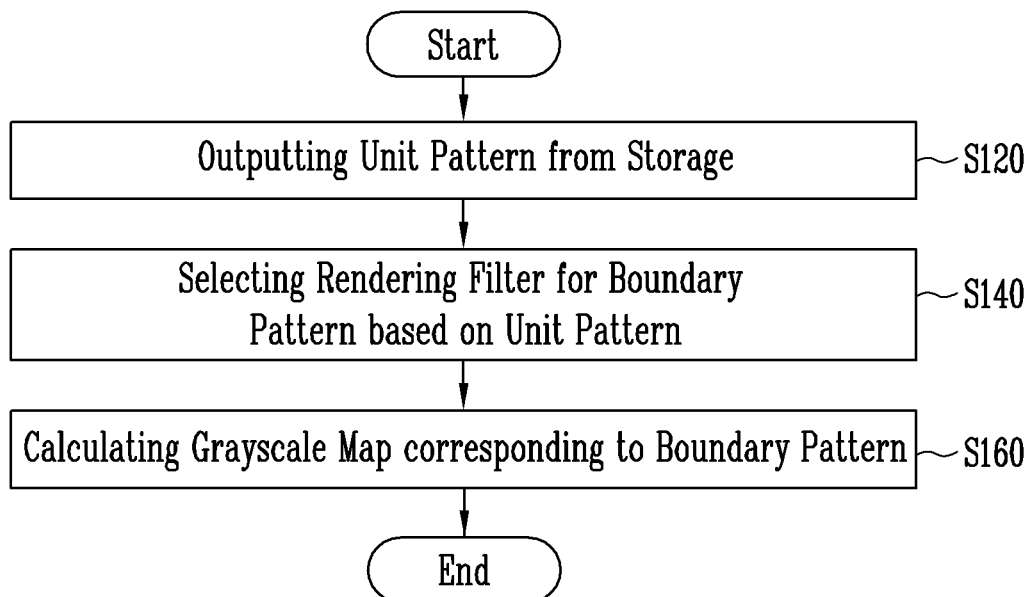 Start
Outputting Unit Pattern from Storage
S120
Selecting Rendering Filter for Boundary
Pattern based on Unit Pattern
S140
Calculating Grayscale Map corresponding to Boundary Pattern
S160
End